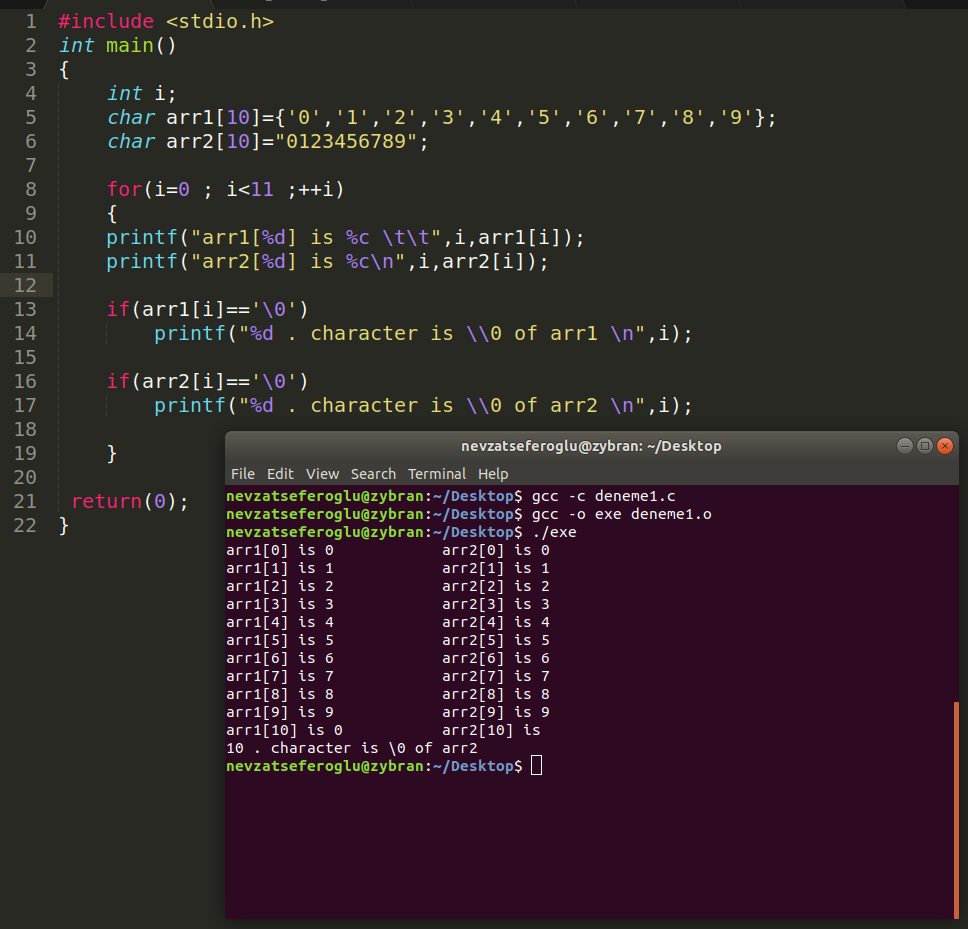 1 #include <stdio.h>
2 int main()
3 {
4     int i;
5     char arr1[10]={'0','1','2','3','4','5','6','7','8','9'};
6     char arr2[10]="0123456789";
7
8     for(i=0 ; i<11 ;++i)
9     {
10     printf("arr1[%d] is %c \t\t",i,arr1[i]);
11     printf("arr2[%d] is %c\n",i,arr2[i]);
12
13     if(arr1[i]=='\0')
14         printf("%d . character is \\0 of arr1 \n",i);
15
16     if(arr2[i]=='\0')
17         printf("%d . character is \\0 of arr2 \n",i);
18
19     }
20
21  return(0);
22 }
nevzatseferoglu@zybran: ~/Desktop
File Edit View Search Terminal Help
nevzatseferoglu@zybran:~/Desktop$ gcc -c deneme1.c
nevzatseferoglu@zybran:~/Desktop$ gcc -o exe deneme1.o
nevzatseferoglu@zybran:~/Desktop$ ./exe
arr1[0] is 0            arr2[0] is 0
arr1[1] is 1            arr2[1] is 1
arr1[2] is 2            arr2[2] is 2
arr1[3] is 3            arr2[3] is 3
arr1[4] is 4            arr2[4] is 4
arr1[5] is 5            arr2[5] is 5
arr1[6] is 6            arr2[6] is 6
arr1[7] is 7            arr2[7] is 7
arr1[8] is 8            arr2[8] is 8
arr1[9] is 9            arr2[9] is 9
arr1[10] is 0           arr2[10] is
10 . character is \0 of arr2
nevzatseferoglu@zybran:~/Desktop$